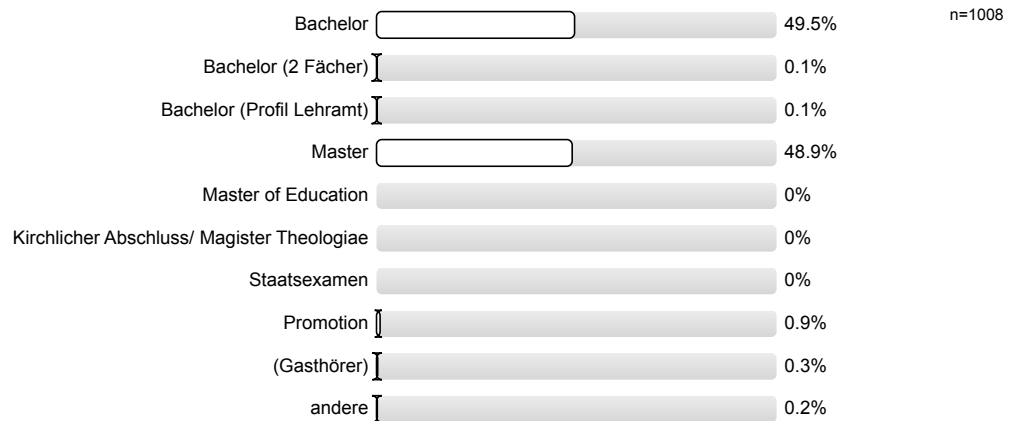 n=1008
Bachelor 49.5%
Bachelor (2 Fächer) 0.1%
Bachelor (Profil Lehramt) 0.1%
Master 48.9%
Master of Education 0%
Kirchlicher Abschluss/ Magister Theologiae 0%
Staatsexamen 0%
Promotion 0.9%
(Gasthörer) 0.3%
andere 0.2%